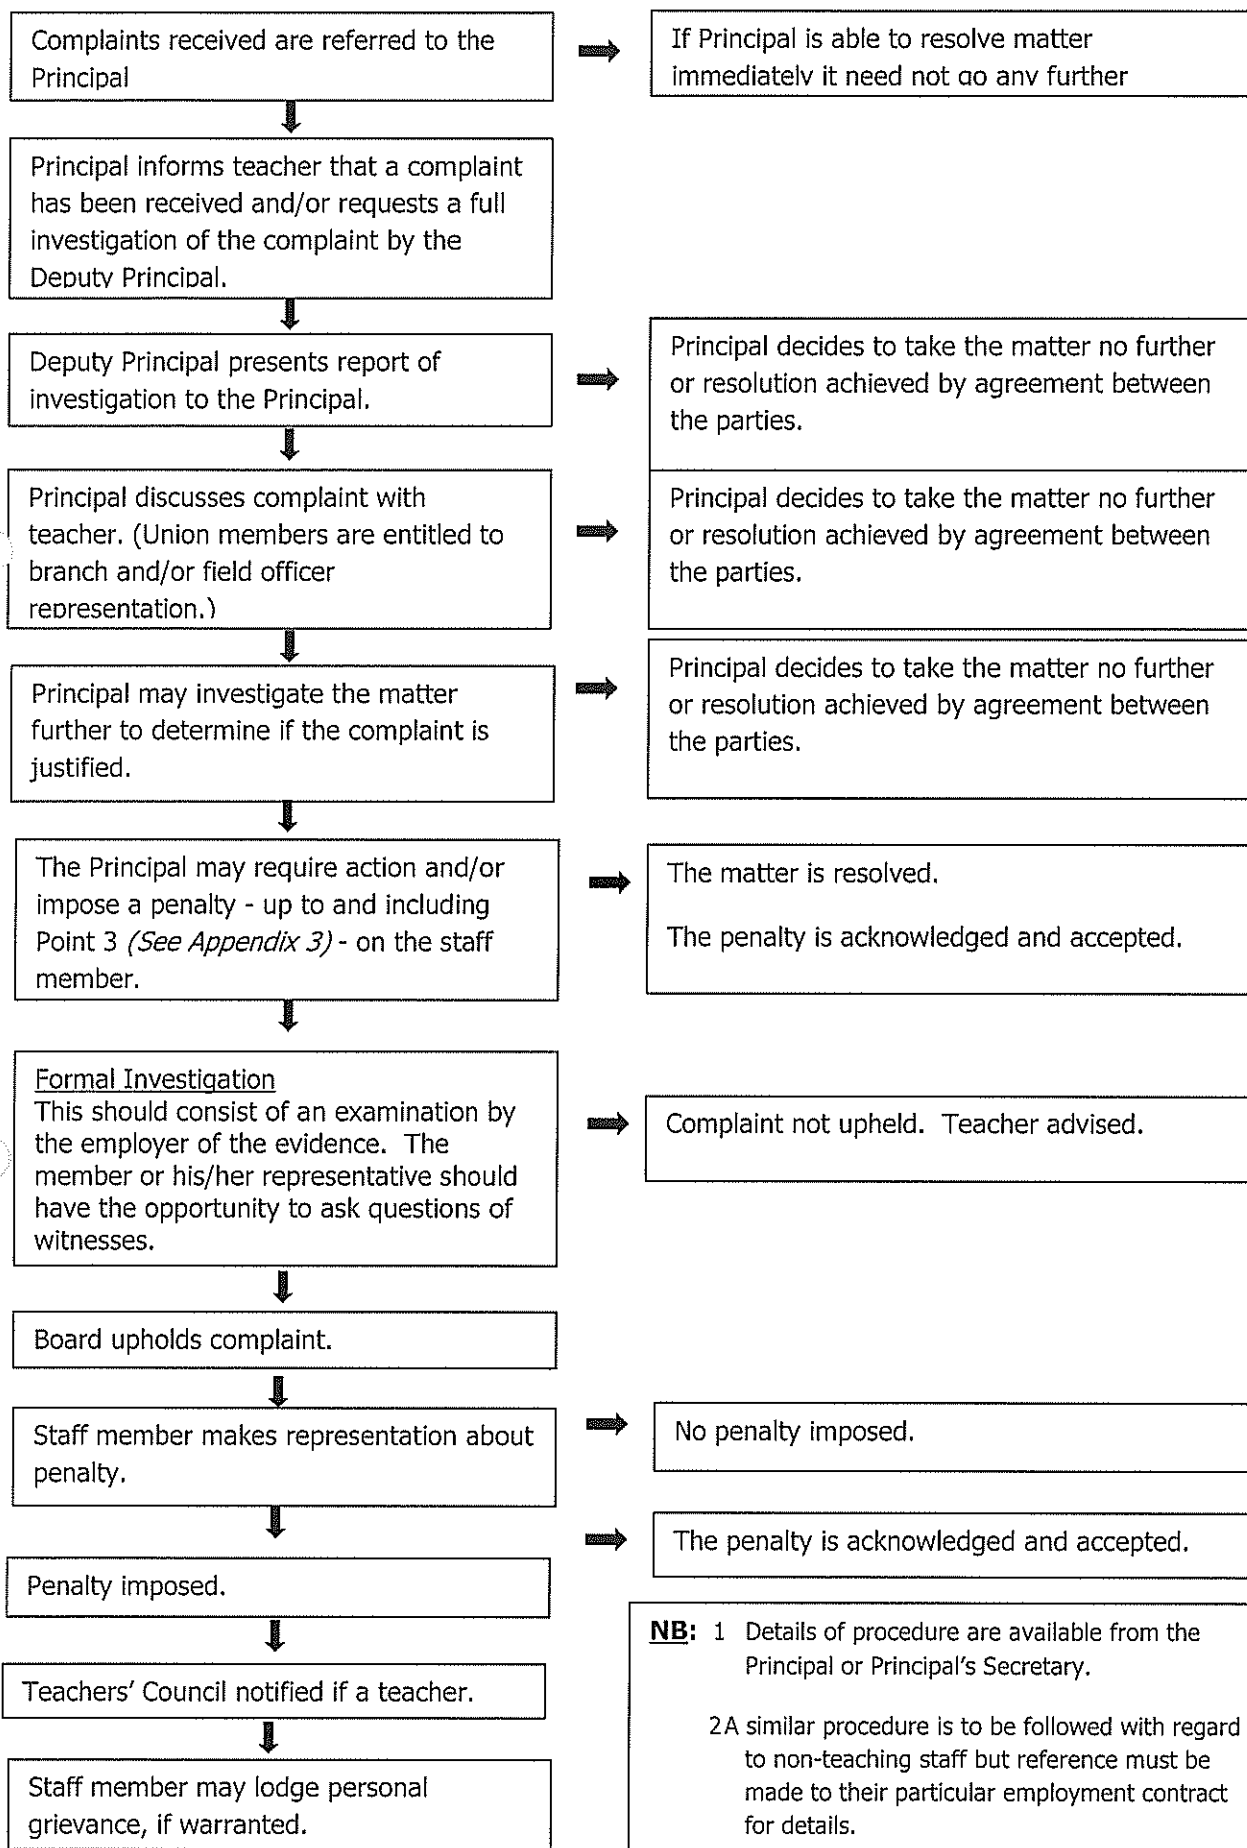 Complaints received are referred to the
Principal
If Principal is able to resolve matter
immediately it need not go any further
Principal informs teacher that a complaint
has been received and/or requests a full
investigation of the complaint by the
Deputy Principal.
Deputy Principal presents report of
investigation to the Principal.
Principal decides to take the matter no further
or resolution achieved by agreement between
the parties.
Principal discusses complaint with
teacher. (Union members are entitled to
branch and/or field officer
representation.)
Principal decides to take the matter no further
or resolution achieved by agreement between
the parties.
Principal may investigate the matter
further to determine if the complaint is
justified.
Principal decides to take the matter no further
or resolution achieved by agreement between
the parties.
The Principal may require action and/or
impose a penalty - up to and including
Point 3 (See Appendix 3) - on the staff
member.
The matter is resolved.
The penalty is acknowledged and accepted.
Formal Investigation
This should consist of an examination by
the employer of the evidence.  The
member or his/her representative should
have the opportunity to ask questions of
witnesses.
Complaint not upheld.  Teacher advised.
Board upholds complaint.
Staff member makes representation about
penalty.
No penalty imposed.
The penalty is acknowledged and accepted.
Penalty imposed.
Teachers' Council notified if a teacher.
Staff member may lodge personal
grievance, if warranted.
NB: 1 Details of procedure are available from the
Principal or Principal's Secretary.
2A similar procedure is to be followed with regard
to non-teaching staff but reference must be
made to their particular employment contract
for details.